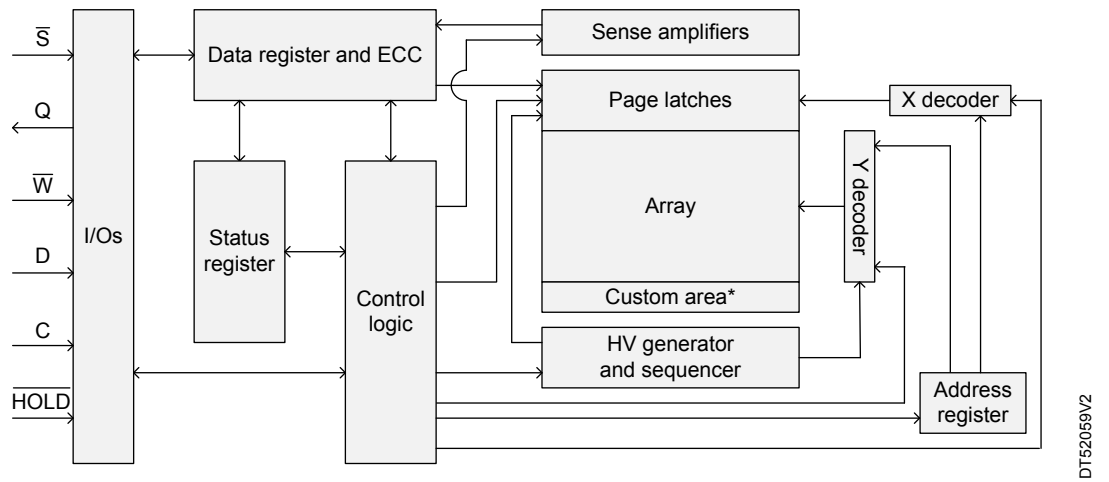 S̅
Q
W̅
D
C
H̅O̅L̅D̅
I/Os
Data register and ECC
Status
register
Control
logic
Sense amplifiers
Page latches
Array
Custom area*
HV generator
and sequencer
X decoder
Y decoder
Address
register
DT52059V2